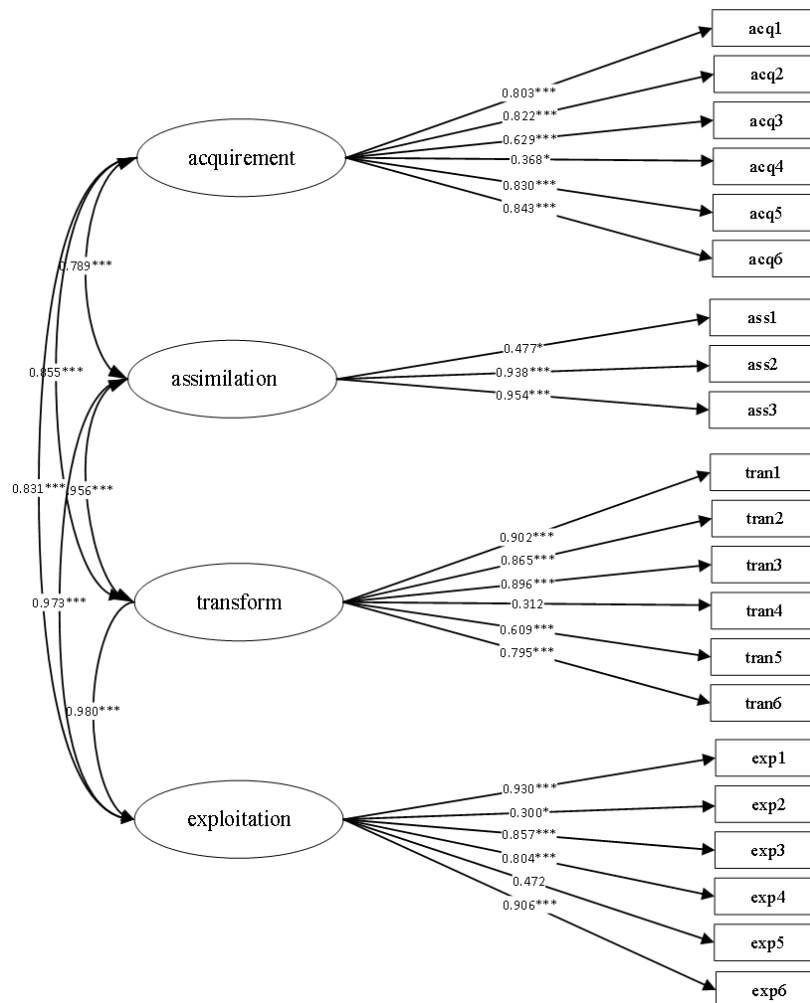 acq1
acq2
0.803***
0.822***
acq3
0.629***
acquirement
0.368*
acq4
0.830***
0.843***
acq5
acq6
0.789***
ass1
0.477*
ass2
0.855***
0.938***
assimilation
0.954***
ass3
tran1
0.831***
.956***
tran2
0.902***
0.865***
tran3
0.896***
0.973***
transform
0.312
tran4
0.609***
0.795***
tran5
tran6
0.980***
exp1
0.930***
exp2
0.300*
exploitation
0.857***
exp3
0.804***
0.472
exp4
0.906***
exp5
exp6